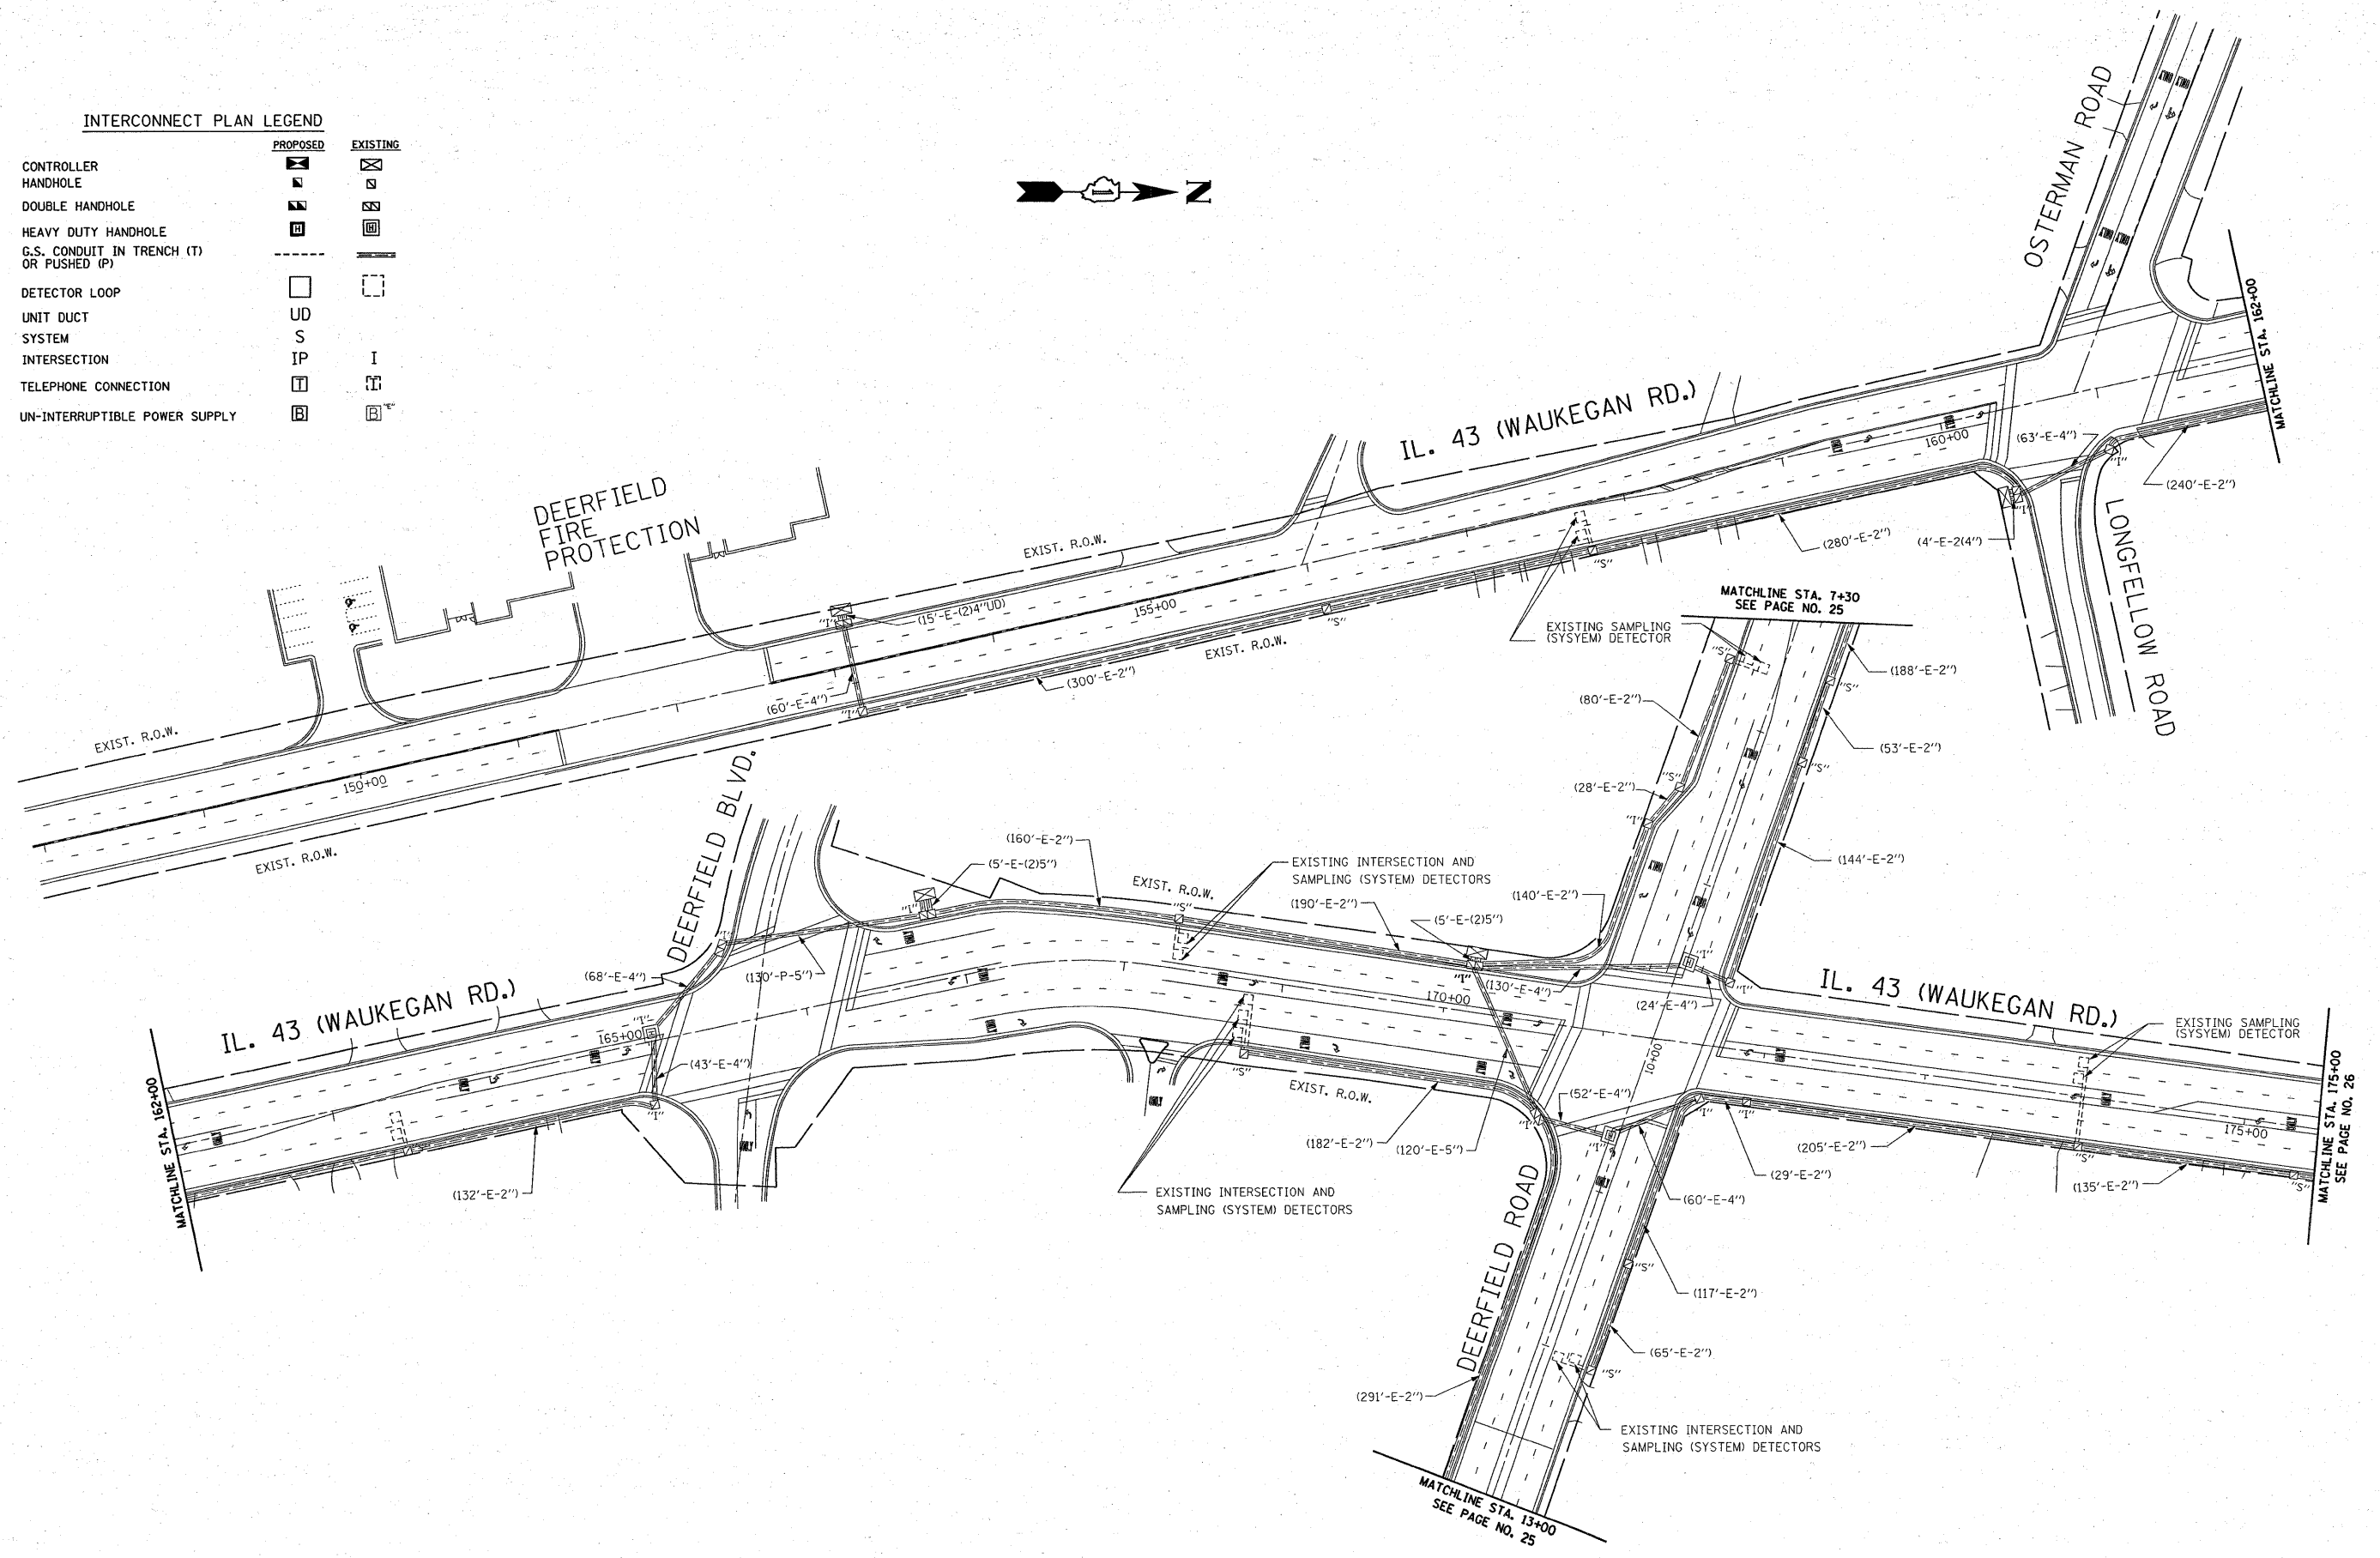 INTERCONNECT PLAN LEGEND
PROPOSED EXISTING
CONTROLLER
HANDHOLE
DOUBLE HANDHOLE
HEAVY DUTY HANDHOLE
H H
G.S. CONDUIT IN TRENCH (T)
OR PUSHED (P)
DETECTOR LOOP
UNIT DUCT UD
SYSTEM S
INTERSECTION IP I
TELEPHONE CONNECTION T T
UN-INTERRUPTIBLE POWER SUPPLY B B "E"
N
OSTERMAN ROAD
MATCHLINE STA. 162+00
IL. 43 (WAUKEGAN RD.)
160+00
(63'-E-4")
"I"
(240'-E-2")
LONGFELLOW ROAD
(4'-E-2(4")
"I"
(280'-E-2")
"S"
DEERFIELD
FIRE
PROTECTION
EXIST. R.O.W.
(15'-E-(2)4"UD)
"I"
155+00
"S"
EXIST. R.O.W.
(300'-E-2")
(60'-E-4")
"I"
EXIST. R.O.W.
150+00
EXIST. R.O.W.
EXISTING SAMPLING
(SYSYEM) DETECTOR
MATCHLINE STA. 7+30
SEE PAGE NO. 25
"S"
(188'-E-2")
"S"
(80'-E-2")
(53'-E-2")
"S"
"S"
(28'-E-2")
"I"
(144'-E-2")
DEERFIELD BLVD.
(160'-E-2")
(5'-E-(2)5")
"I"
EXISTING INTERSECTION AND
SAMPLING (SYSTEM) DETECTORS
EXIST. R.O.W.
"S"
(190'-E-2")
(140'-E-2")
(5'-E-(2)5")
"I"
"I"
(68'-E-4")
(130'-P-5")
"I"
(130'-E-4")
170+00
(24'-E-4")
"I"
IL. 43 (WAUKEGAN RD.)
IL. 43 (WAUKEGAN RD.)
EXISTING SAMPLING
(SYSYEM) DETECTOR
"I"
165+00
(43'-E-4")
"I"
10+00
"S"
EXIST. R.O.W.
(52'-E-4")
"I"
"I"
"I"
"I"
(182'-E-2")
(120'-E-5")
(205'-E-2")
175+00
"S"
(29'-E-2")
(135'-E-2")
"S"
(60'-E-4")
MATCHLINE STA. 162+00
MATCHLINE STA. 175+00
SEE PAGE NO. 26
(132'-E-2")
EXISTING INTERSECTION AND
SAMPLING (SYSTEM) DETECTORS
DEERFIELD ROAD
"S"
(117'-E-2")
(65'-E-2")
"S"
(291'-E-2")
EXISTING INTERSECTION AND
SAMPLING (SYSTEM) DETECTORS
MATCHLINE STA. 13+00
SEE PAGE NO. 25